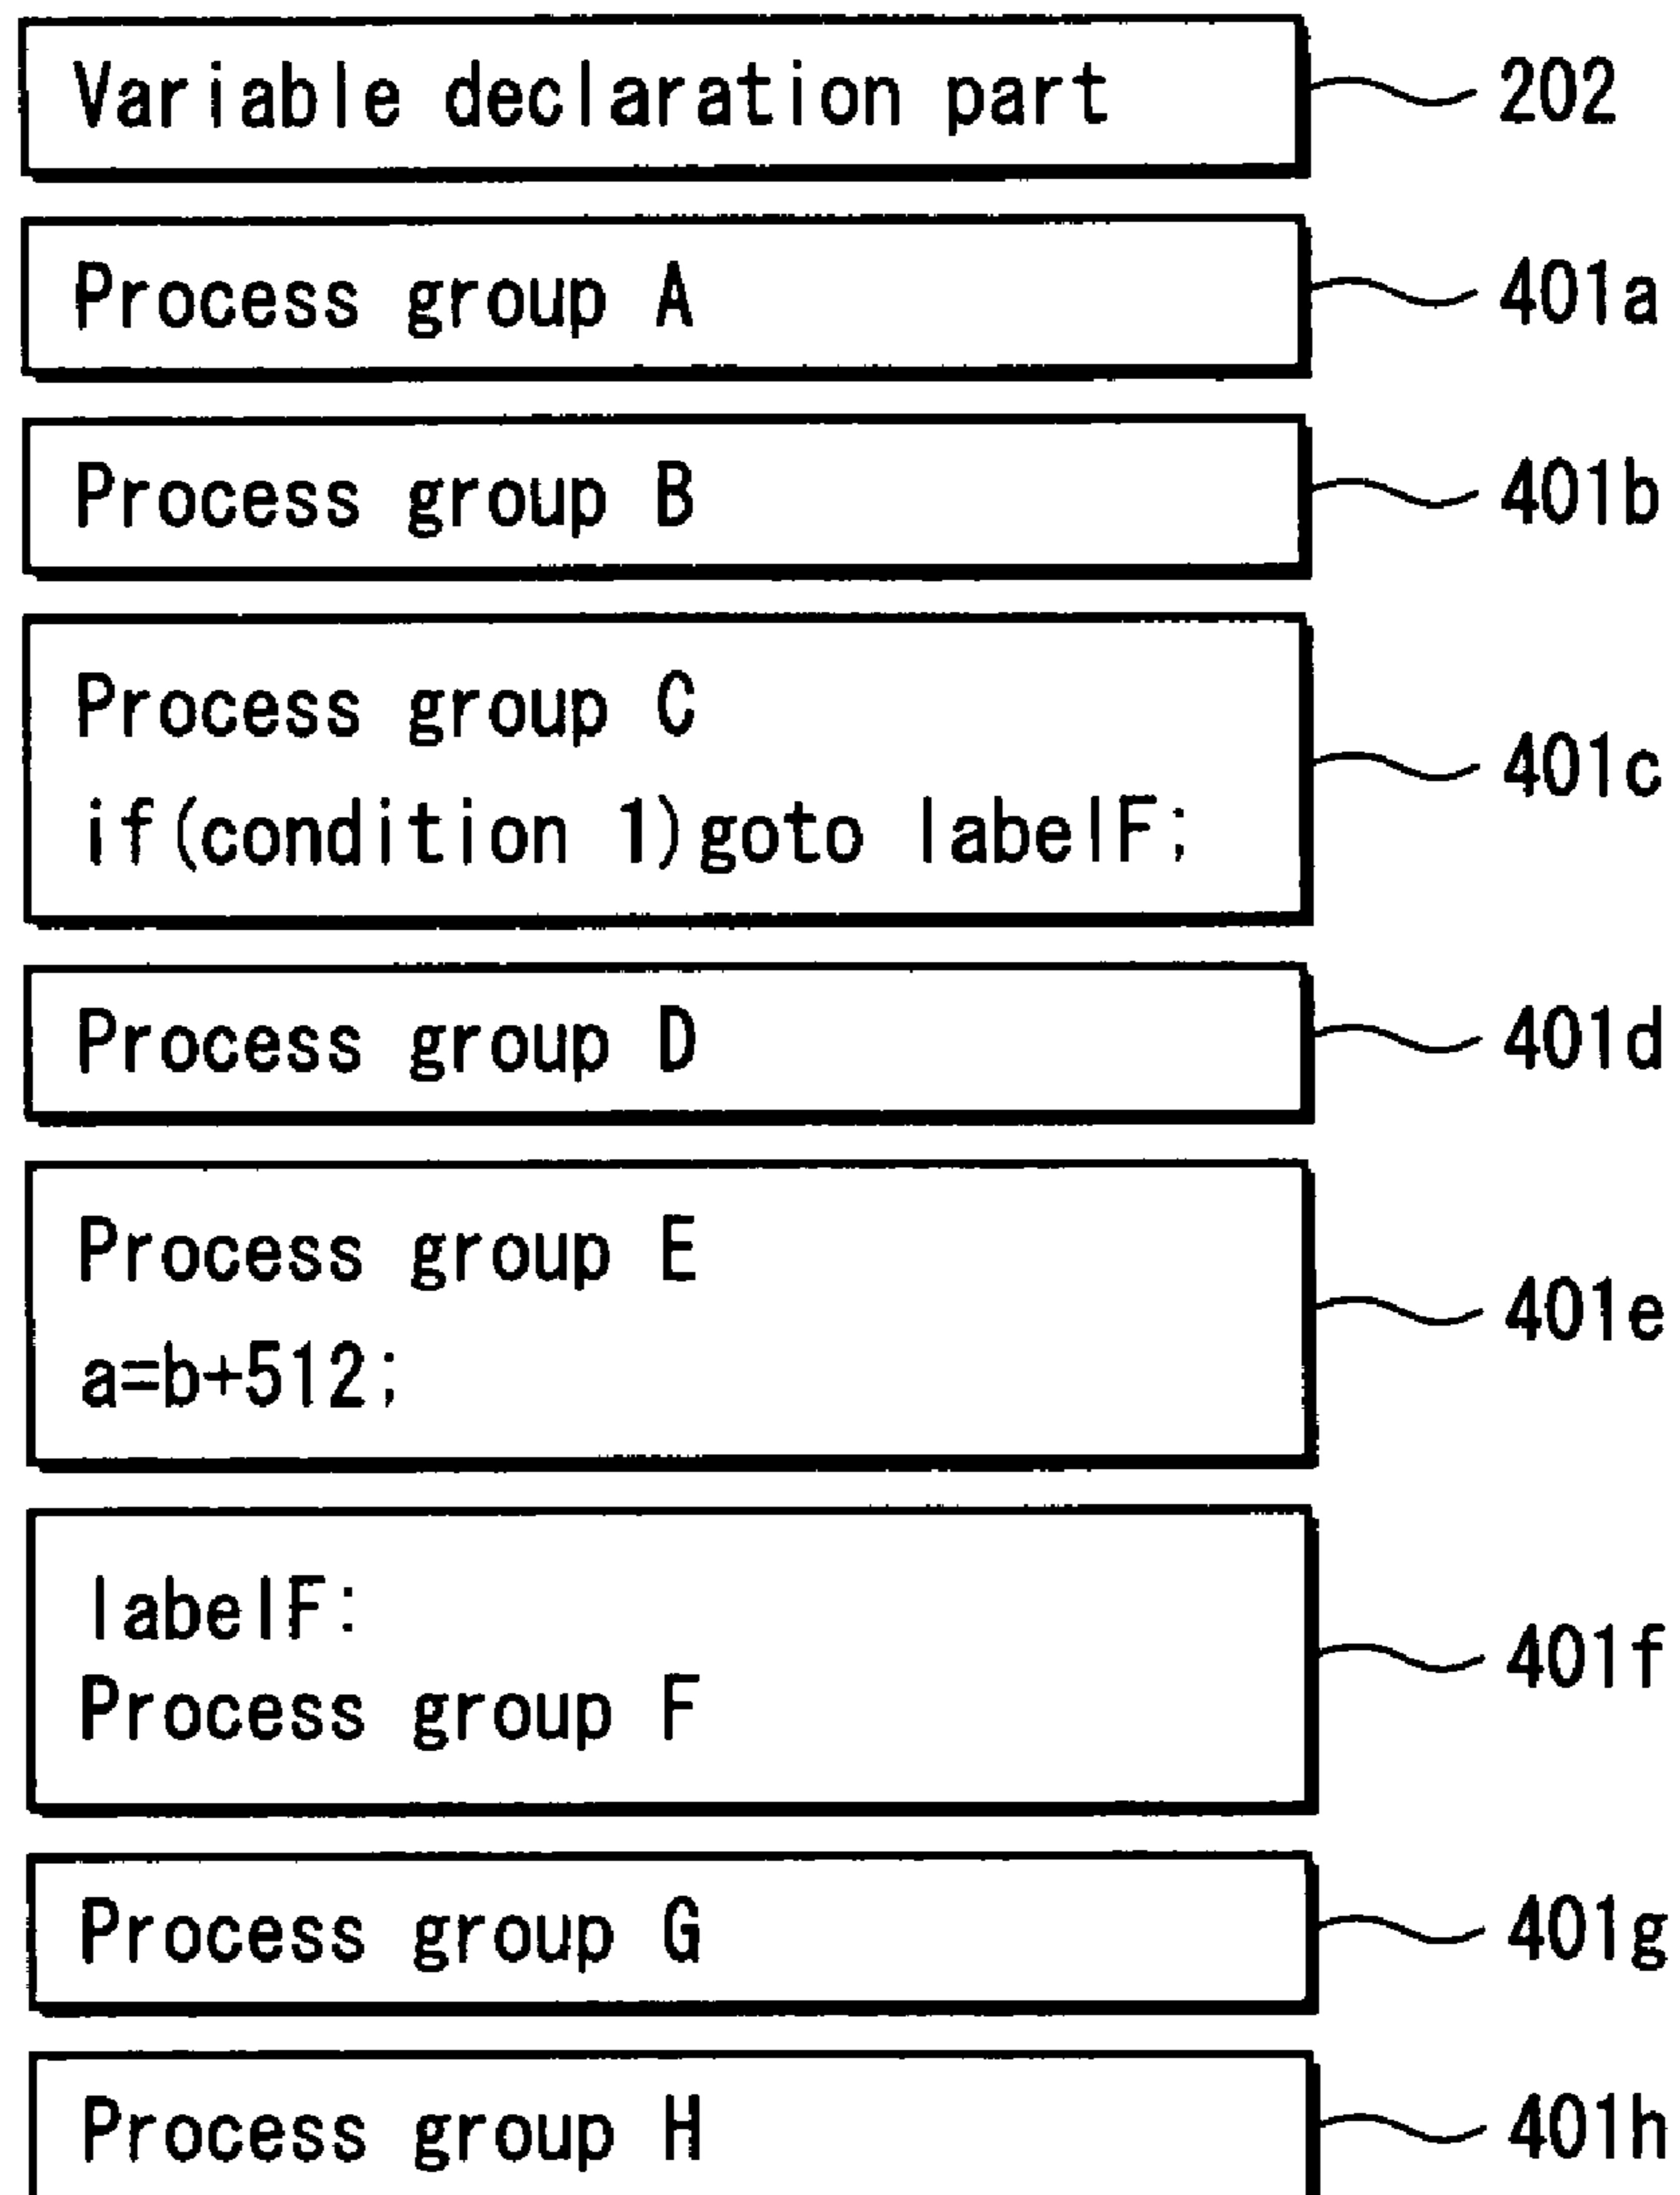 Variable declaration part 202
Process group A 401a
Process group B 401b
Process group C
if(condition 1)goto labelF; 401c
Process group D 401d
Process group E
a=b+512; 401e
labelF:
Process group F 401f
Process group G 401g
Process group H 401h